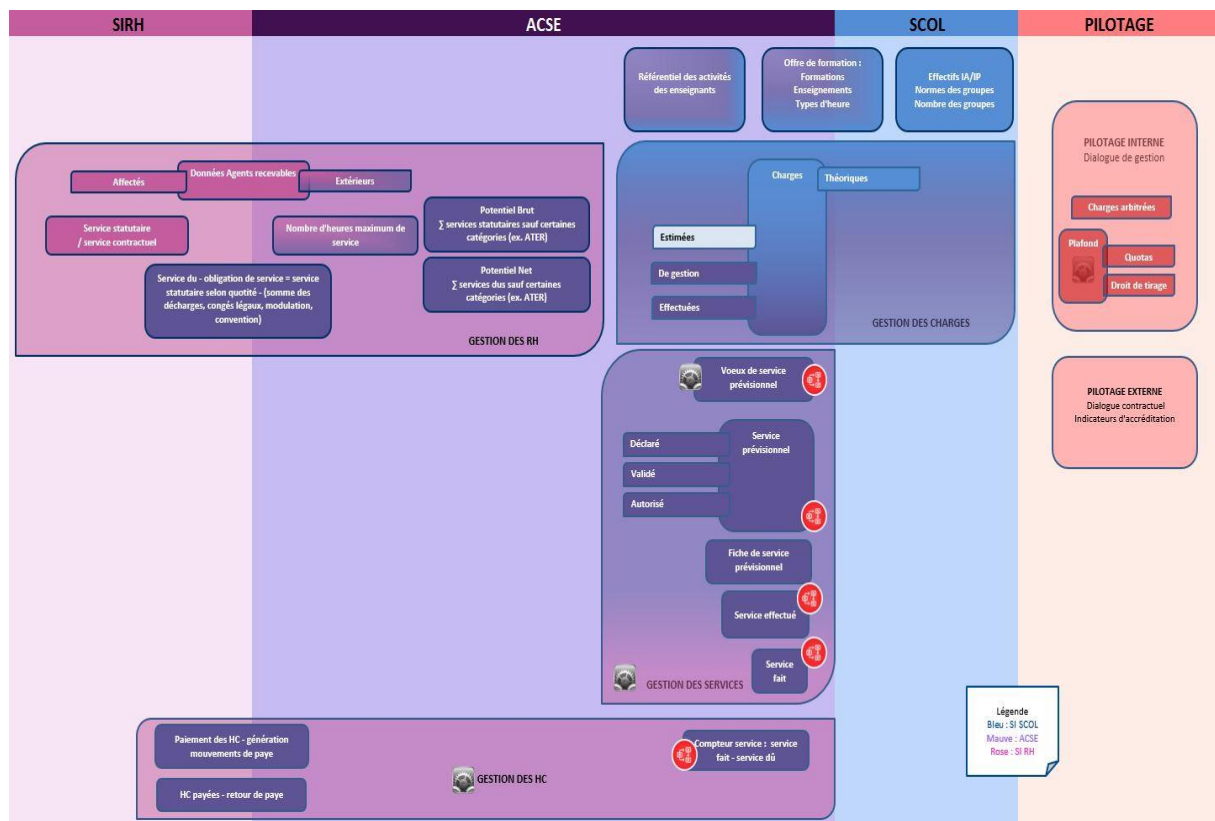 SIRH
ACSE
SCOL
PILOTAGE
Référentiel des activités
des enseignants
Offre de formation :
Formations
Enseignements
Types d'heure
Effectifs IA/IP
Normes des groupes
Nombre des groupes
Données Agents recevables
Affectés
Extérieurs
Service statutaire
/ service contractuel
Nombre d'heures maximum de
service
Potentiel Brut
∑ services statutaires sauf certaines
catégories (ex. ATER)
Service du - obligation de service = service
statutaire selon quotité - (somme des
décharges, congés légaux, modulation,
convention)
Potentiel Net
∑ services dus sauf certaines
catégories (ex. ATER)
GESTION DES RH
Charges
Théoriques
Estimées
De gestion
Effectuées
GESTION DES CHARGES
PILOTAGE INTERNE
Dialogue de gestion
Charges arbitrées
Plafond
Quotas
Droit de tirage
PILOTAGE EXTERNE
Dialogue contractuel
Indicateurs d'accréditation
Voeux de service
prévisionnel
Service
prévisionnel
Déclaré
Validé
Autorisé
Fiche de service
prévisionnel
Service effectué
Service
fait
GESTION DES SERVICES
Paiement des HC - génération
mouvements de paye
HC payées - retour de paye
GESTION DES HC
Compteur service : service
fait - service dû
Légende
Bleu : SI SCOL
Mauve : ACSE
Rose : SI RH